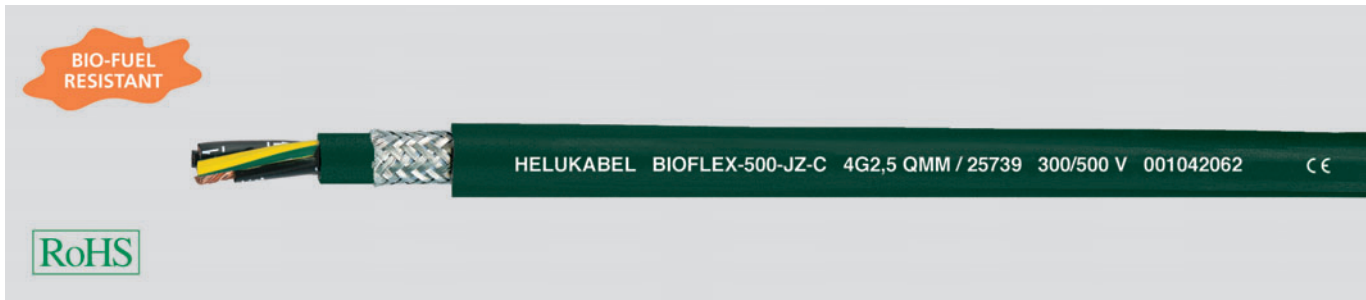 BIO-FUEL
RESISTANT
HELUKABEL BIOFLEX-500-JZ-C 4G2,5 QMM / 25739 300/500 V 001042062 CE
RoHS